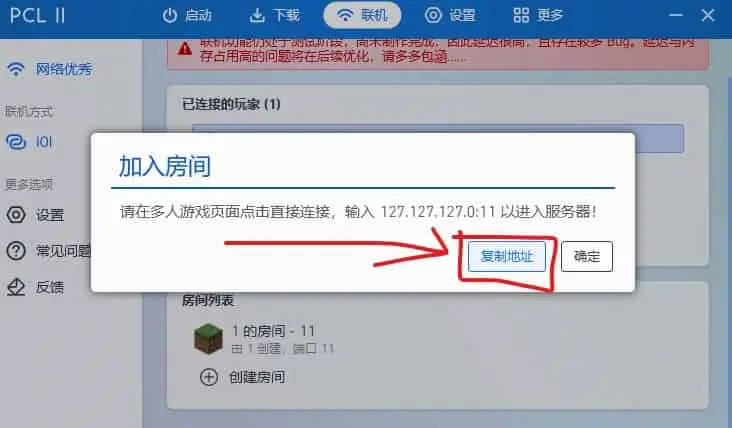 PCL II
启动
下载
联机
设置
更多
联机功能仍处于测试阶段，尚未制作完成，因此延迟很高，且存在较多 Bug。延迟与内
存占用高的问题将在后续优化，请多多包涵……
网络优秀
联机方式
IOI
更多选项
设置
常见问题
反馈
已连接的玩家 (1)
加入房间
请在多人游戏页面点击直接连接，输入 127.127.127.0:11 以进入服务器！
复制地址
确定
房间列表
1 的房间 - 11
由 1 创建，端口 11
创建房间